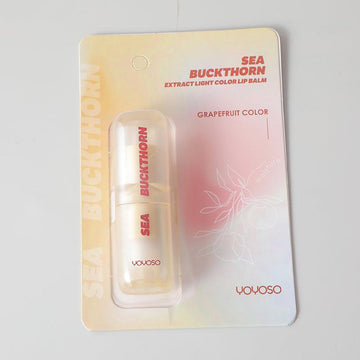 SEA
BUCKTHORN
EXTRACT LIGHT COLOR LIP BALM
GRAPEFRUIT COLOR
SEA BUCKTHORN
SEA BUCKTHORN
YOYOSO
YOYOSO